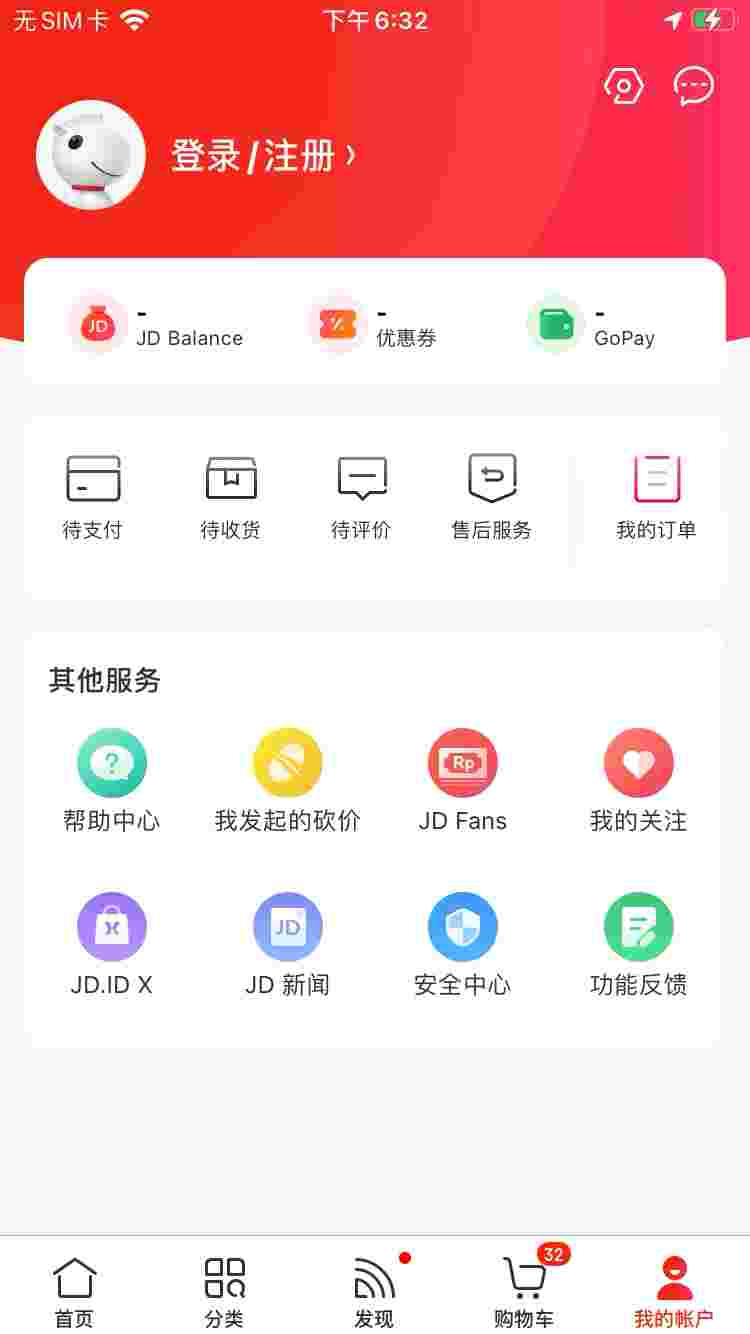 无SIM卡 下午6:32
登录/注册 ›
JD
-
JD Balance
-
优惠券
-
GoPay
待支付 待收货 待评价 售后服务 我的订单
其他服务
?
Rp
帮助中心 我发起的砍价 JD Fans 我的关注
JD
JD.ID X JD 新闻 安全中心 功能反馈
32
首页 分类 发现 购物车 我的帐户